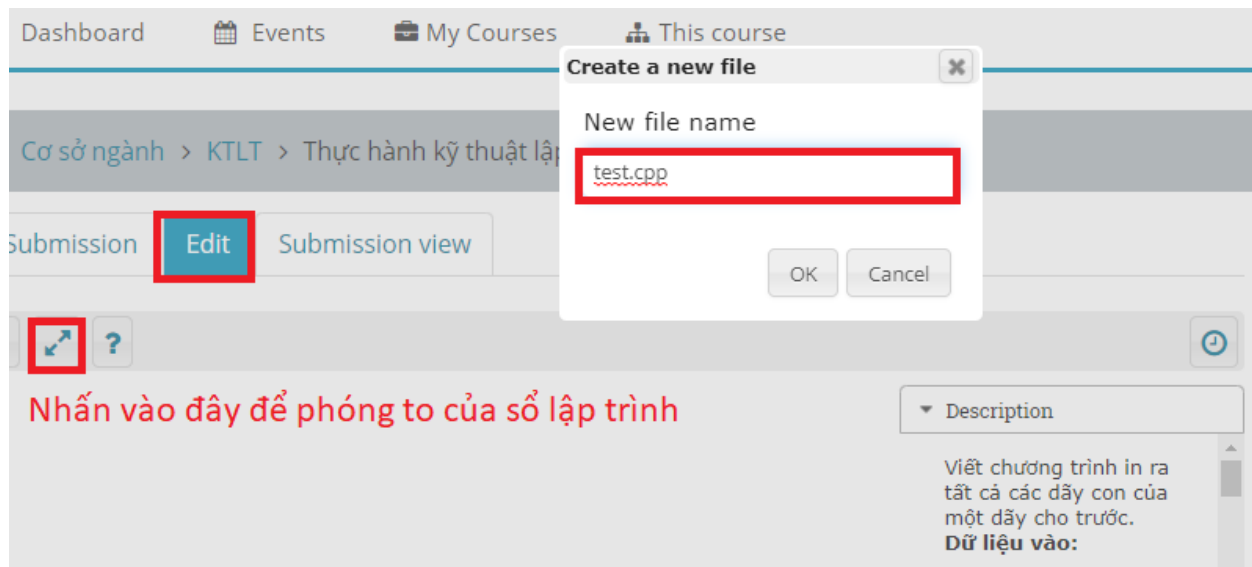 Dashboard Events My Courses This course
Create a new file
New file name
test.cpp
OK Cancel
Cơ sở ngành > KTLT > Thực hành kỹ thuật lập
Submission Edit Submission view
?
Nhấn vào đây để phóng to của sổ lập trình
Description
Viết chương trình in ra
tất cả các dãy con của
một dãy cho trước.
Dữ liệu vào: